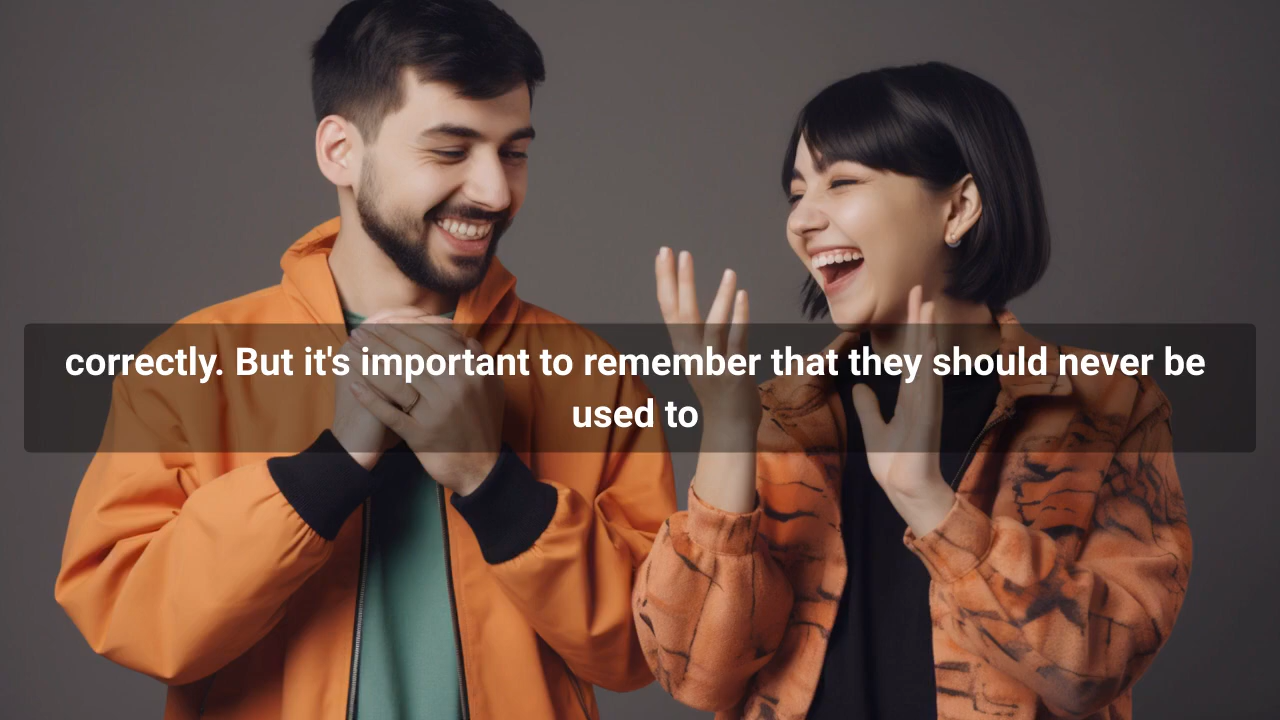 correctly. But it's important to remember that they should never be
used to